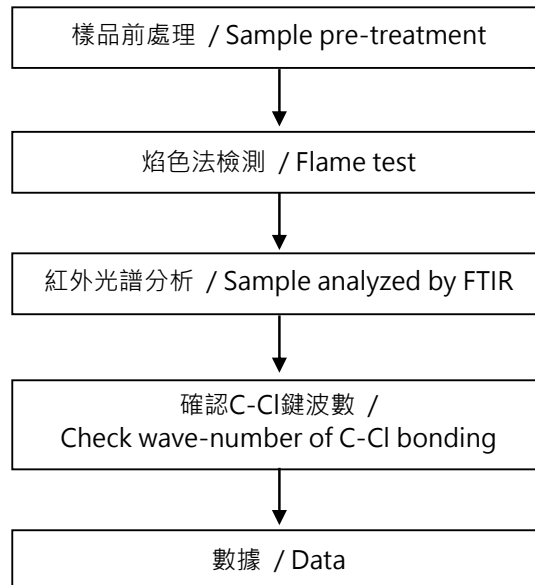 樣品前處理 / Sample pre-treatment
焰色法檢測 / Flame test
紅外光譜分析 / Sample analyzed by FTIR
確認C-Cl鍵波數 /
Check wave-number of C-Cl bonding
數據 / Data